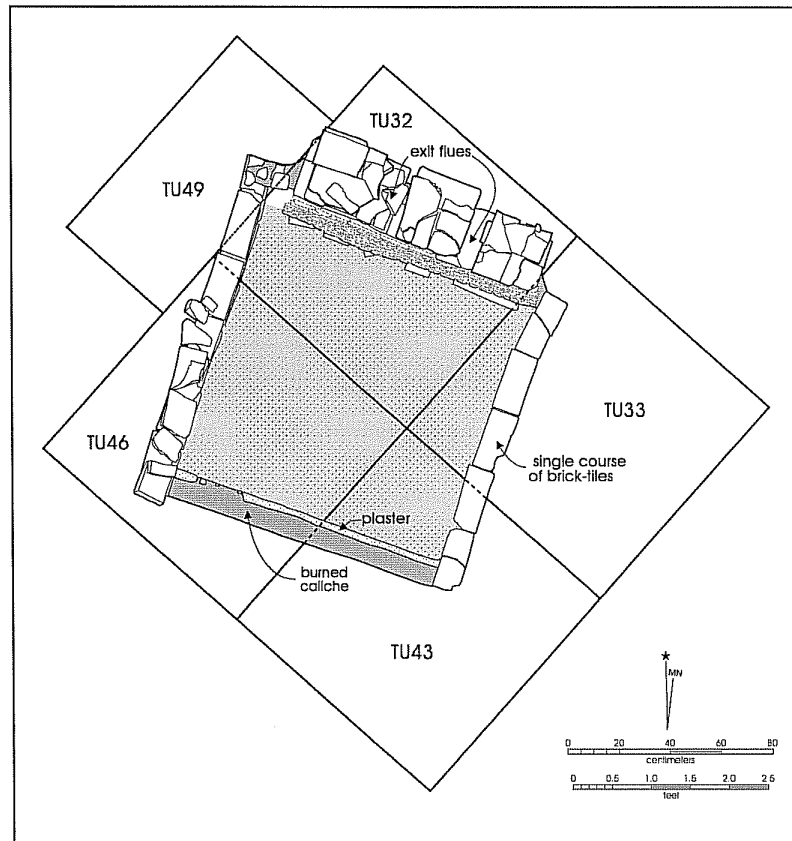 TU32
exit flues
TU49
TU33
TU46
single course
of brick-tiles
plaster
burned
caliche
TU43
*
MN
0 20 40 60 80
centimeters
0 0.5 1.0 1.5 2.0 2.5
feet